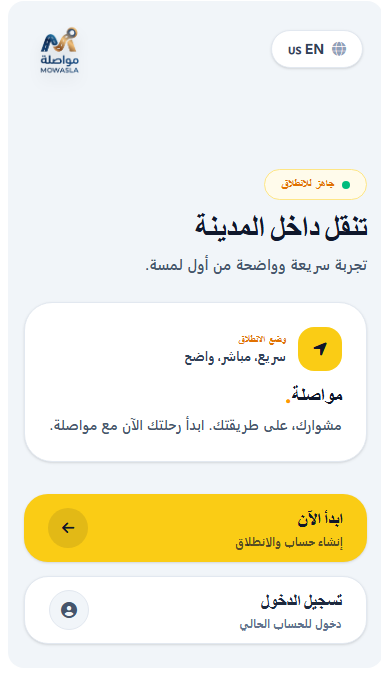 مواصلة
MOWASLA
us EN
جاهز للانطلاق
تنقل داخل المدينة
تجربة سريعة وواضحة من أول لمسة.
وضع الانطلاق
سريع، مباشر، واضح
مواصلة.
مشوارك، على طريقتك. ابدأ رحلتك الآن مع مواصلة.
ابدأ الآن
إنشاء حساب والانطلاق
تسجيل الدخول
دخول للحساب الحالي